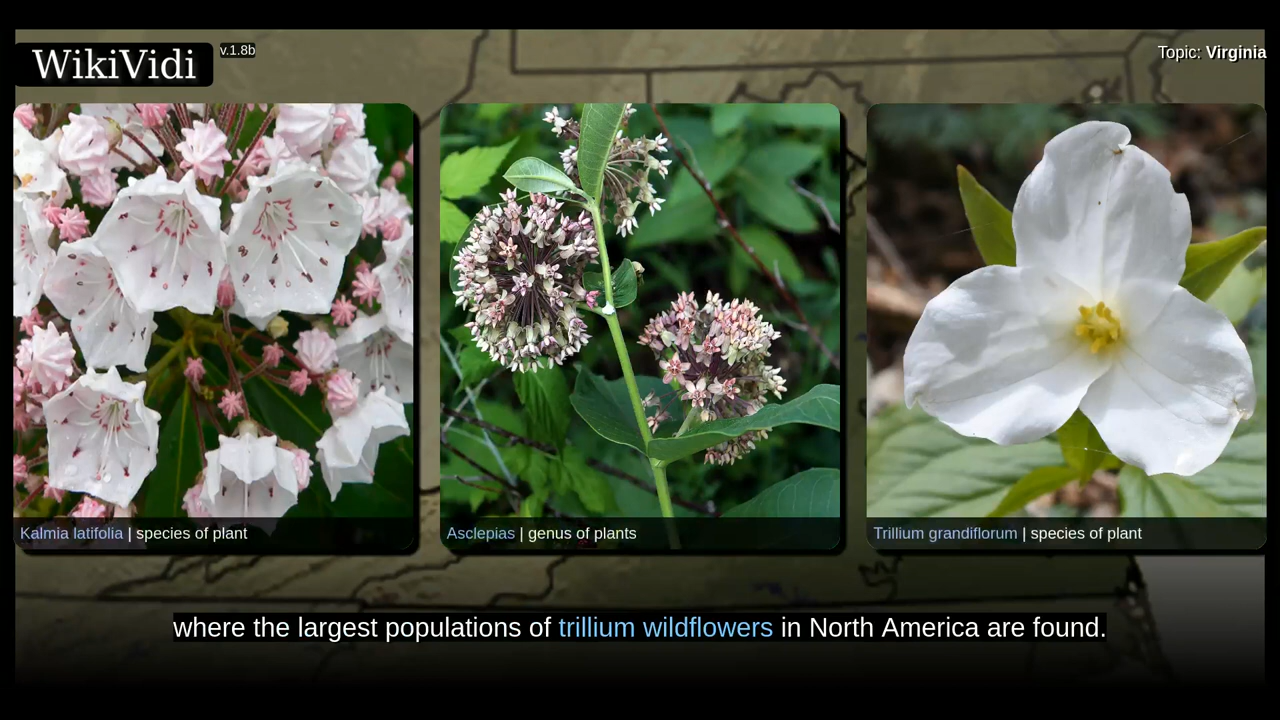 WikiVidi
v.1.8b
Topic: Virginia
Kalmia latifolia | species of plant
Asclepias | genus of plants
Trillium grandiflorum | species of plant
where the largest populations of trillium wildflowers in North America are found.